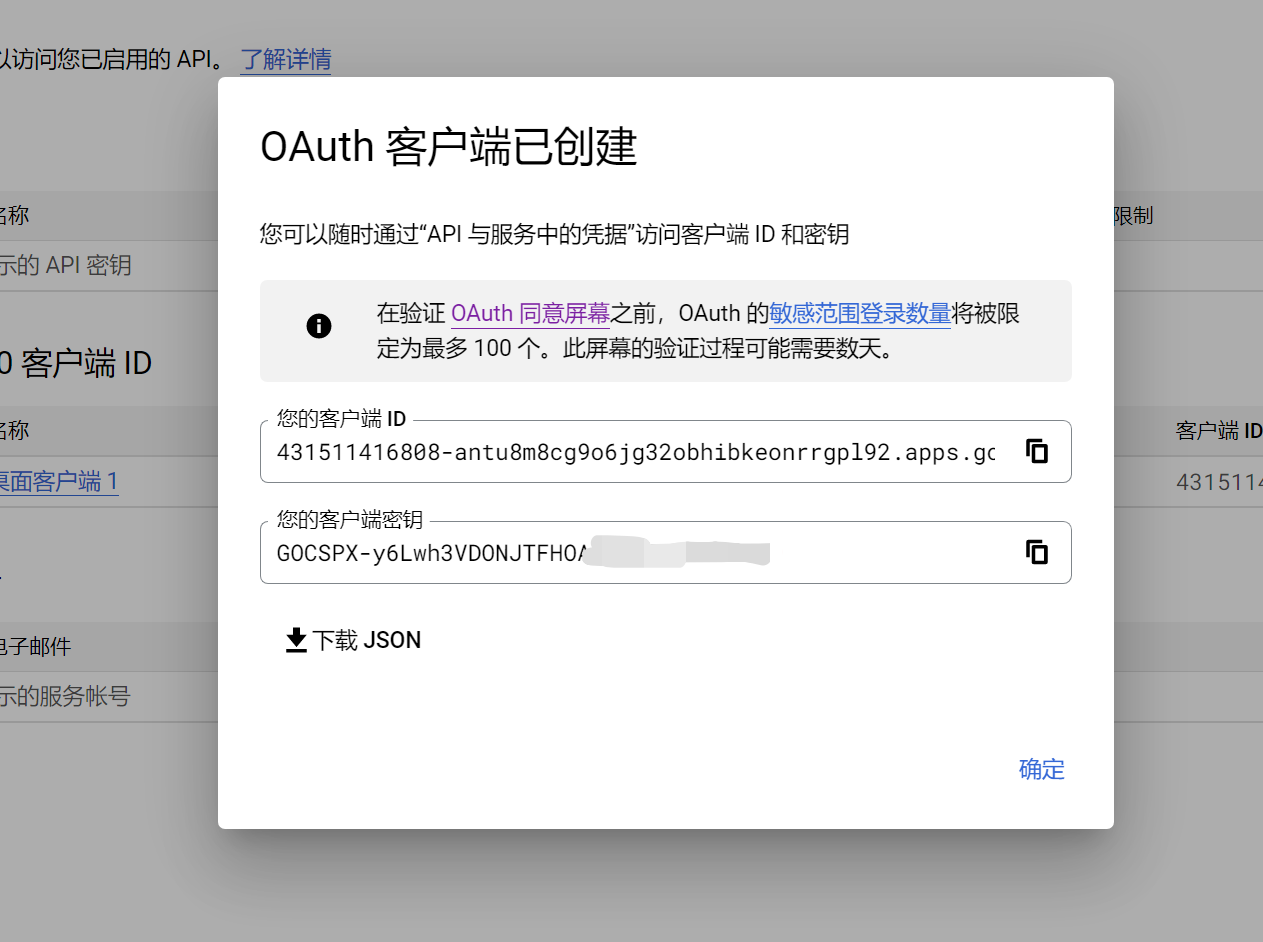 以访问您已启用的 API。 了解详情
OAuth 客户端已创建
您可以随时通过“API 与服务中的凭据”访问客户端 ID 和密钥
名称
限制
示的 API 密钥
在验证 OAuth 同意屏幕之前，OAuth 的敏感范围登录数量将被限
定为最多 100 个。此屏幕的验证过程可能需要数天。
0 客户端 ID
您的客户端 ID
名称
客户端 ID
431511416808-antu8m8cg9o6jg32obhibkeonrrgpl92.apps.gc
桌面客户端 1
4315114
您的客户端密钥
GOCSPX-y6Lwh3VDONJTFHOA
下载 JSON
电子邮件
示的服务帐号
确定